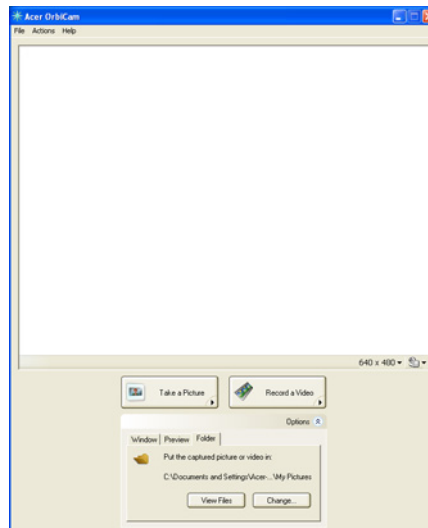 Acer OrbiCam
File Actions Help
640 x 480
Take a Picture Record a Video
Options
Window Preview Folder
Put the captured picture or video in:
C:\Documents and Settings\Acer-...\My Pictures
View Files Change...